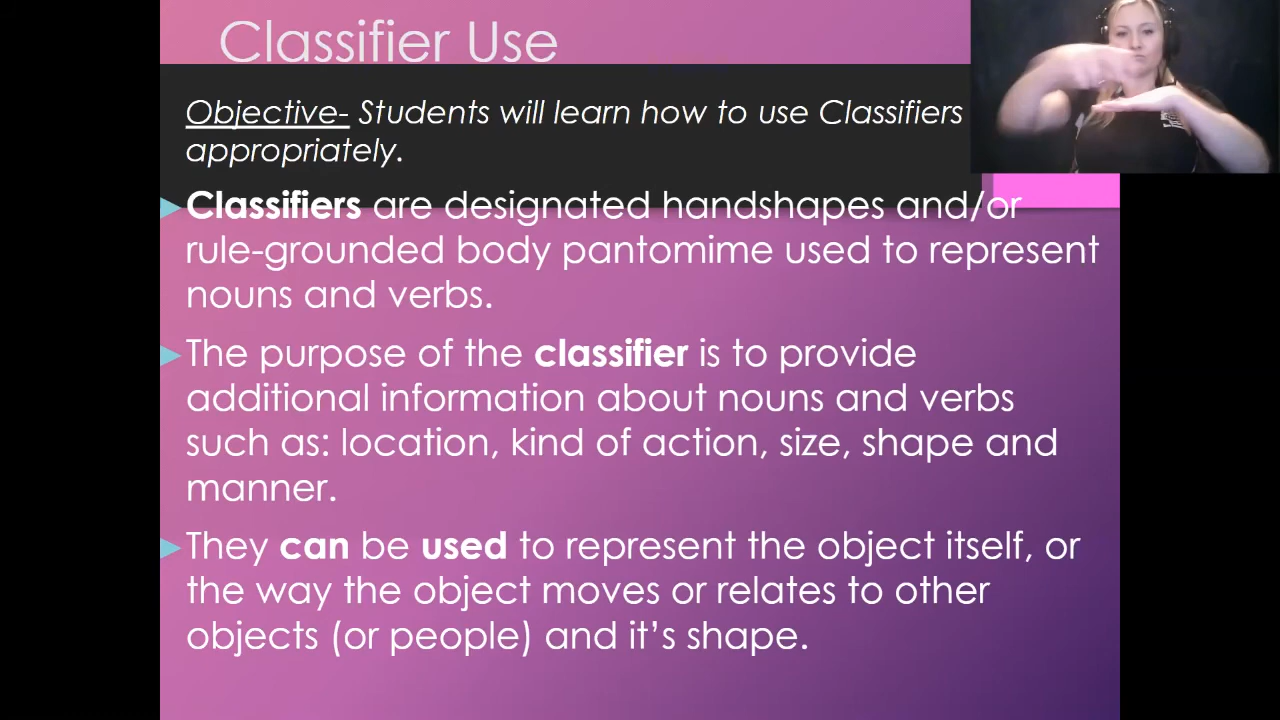 Classifier Use
Objective- Students will learn how to use Classifiers
appropriately.
Classifiers are designated handshapes and/or
rule-grounded body pantomime used to represent
nouns and verbs.
The purpose of the classifier is to provide
additional information about nouns and verbs
such as: location, kind of action, size, shape and
manner.
They can be used to represent the object itself, or
the way the object moves or relates to other
objects (or people) and it’s shape.